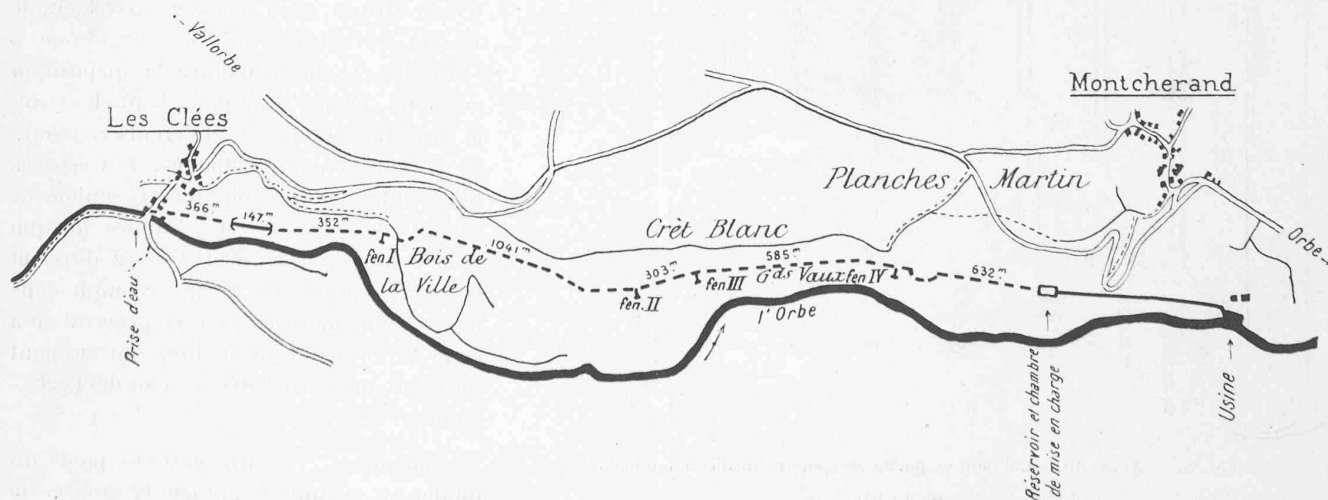 ·- Vallorbe
Les Clées
Montcherand
Planches Martin
366m
147.m
352m
1041m
Crèt Blanc
fen I
Bois de
la Ville
303m
585m
632m
fen. II
fen III
Gds Vaux
fen IV
l'Orbe
Orbe -
Prise d'eau
Réservoir et chambre
de mise en charge
Usine